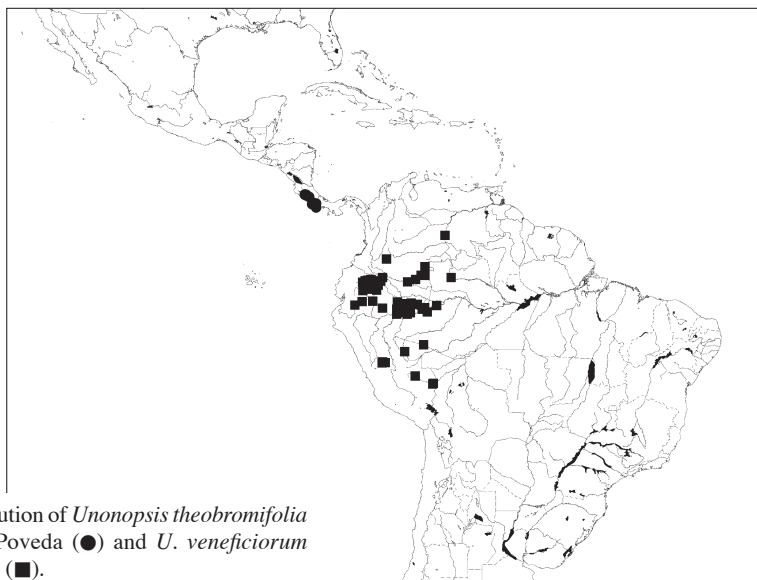 ution of Unonopsis theobromifolia
Poveda (●) and U. veneficiorum
(■).